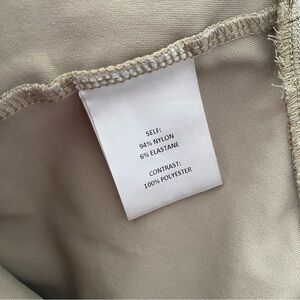 SELF:
94% NYLON
6% ELASTANE
CONTRAST:
100% POLYESTER